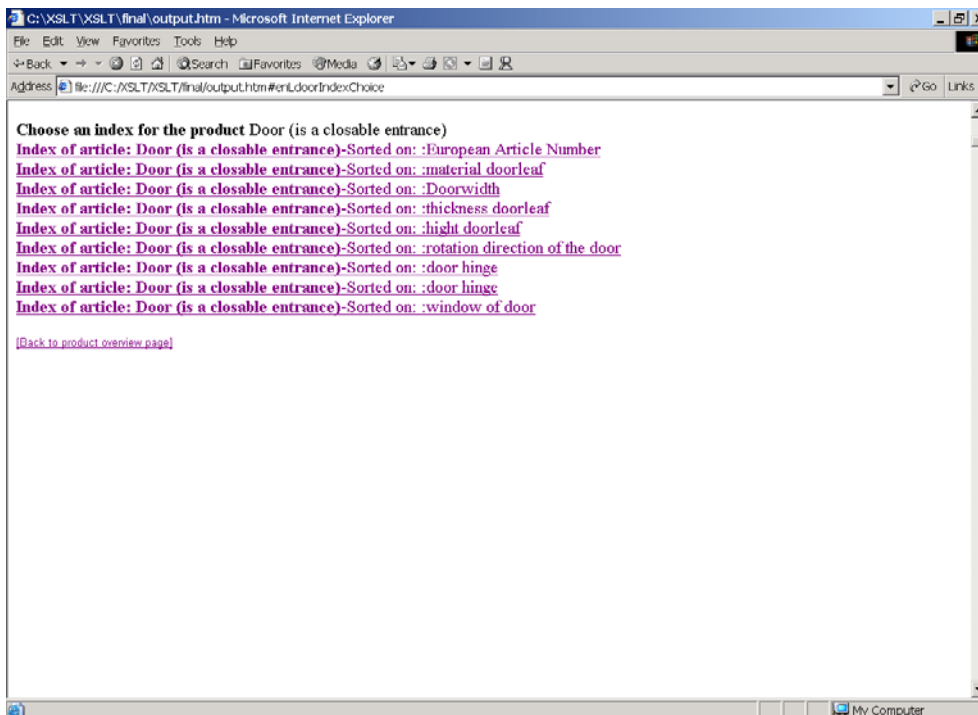 C:\XSLT\XSLT\final\output.htm - Microsoft Internet Explorer
File Edit View Favorites Tools Help
Back Search Favorites Media
Address file:///C:/XSLT/XSLT/final/output.htm#enLdoorIndexChoice Go Links
Choose an index for the product Door (is a closable entrance)
Index of article: Door (is a closable entrance)-Sorted on: :European Article Number
Index of article: Door (is a closable entrance)-Sorted on: :material doorleaf
Index of article: Door (is a closable entrance)-Sorted on: :Doorwidth
Index of article: Door (is a closable entrance)-Sorted on: :thickness doorleaf
Index of article: Door (is a closable entrance)-Sorted on: :hight doorleaf
Index of article: Door (is a closable entrance)-Sorted on: :rotation direction of the door
Index of article: Door (is a closable entrance)-Sorted on: :door hinge
Index of article: Door (is a closable entrance)-Sorted on: :door hinge
Index of article: Door (is a closable entrance)-Sorted on: :window of door
[Back to product overview page]
My Computer